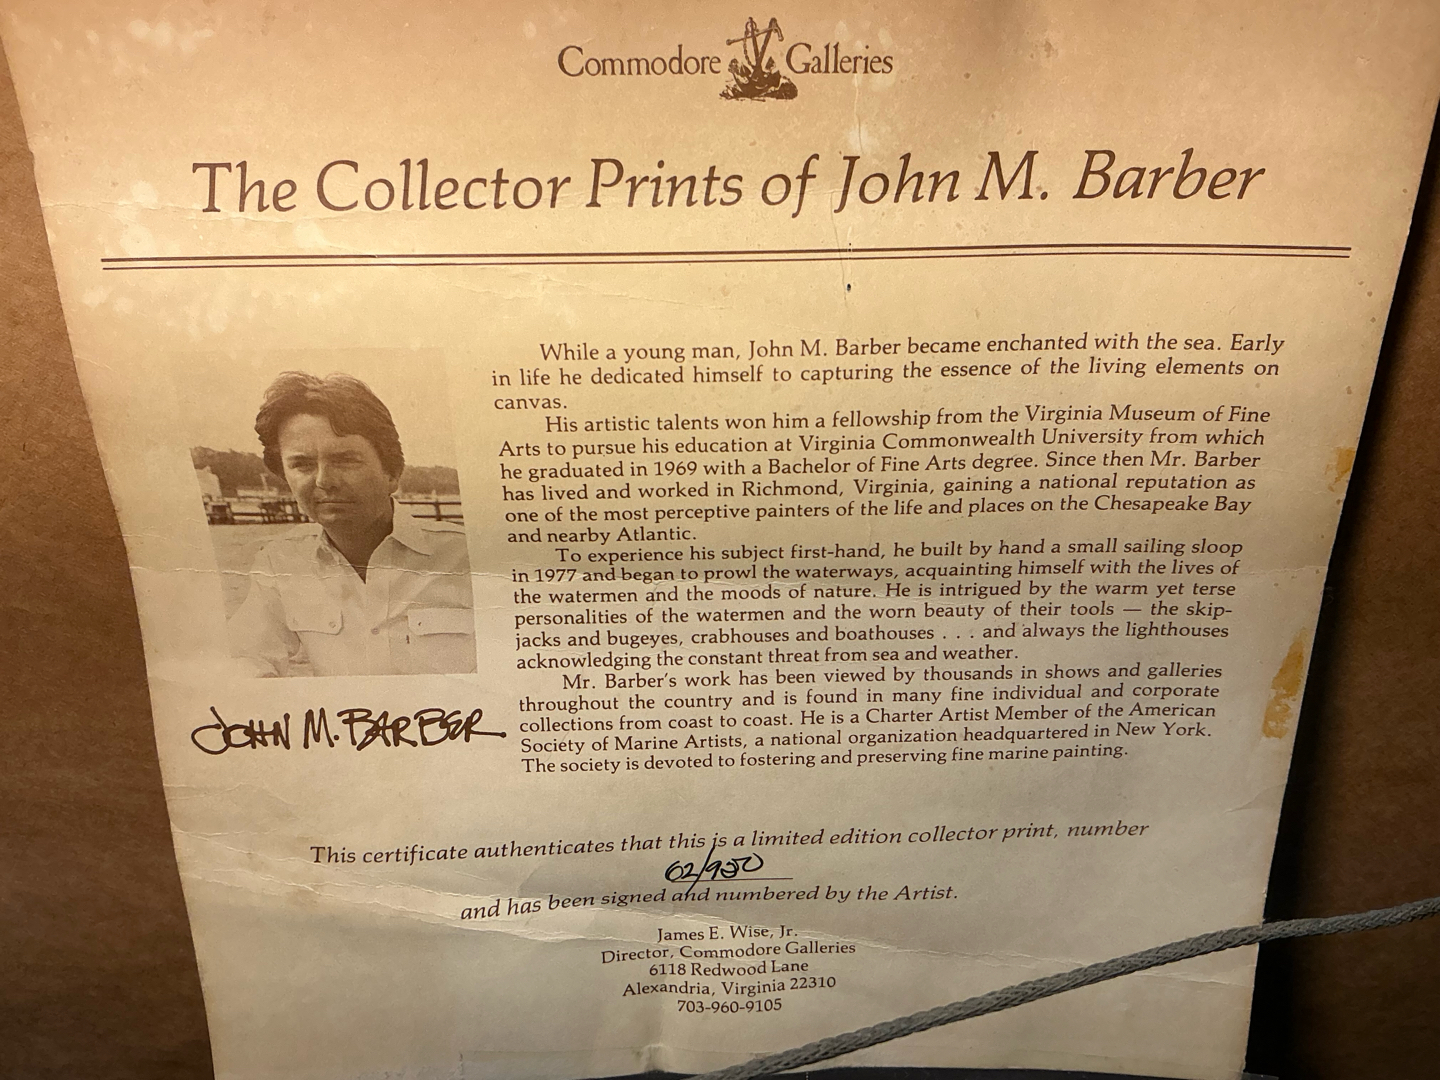 Commodore Galleries
The Collector Prints of John M. Barber
While a young man, John M. Barber became enchanted with the sea. Early
in life he dedicated himself to capturing the essence of the living elements on
canvas.
His artistic talents won him a fellowship from the Virginia Museum of Fine
Arts to pursue his education at Virginia Commonwealth University from which
he graduated in 1969 with a Bachelor of Fine Arts degree. Since then Mr. Barber
has lived and worked in Richmond, Virginia, gaining a national reputation as
one of the most perceptive painters of the life and places on the Chesapeake Bay
and nearby Atlantic.
To experience his subject first-hand, he built by hand a small sailing sloop
in 1977 and began to prowl the waterways, acquainting himself with the lives of
the watermen and the moods of nature. He is intrigued by the warm yet terse
personalities of the watermen and the worn beauty of their tools — the skip-
jacks and bugeyes, crabhouses and boathouses . . . and always the lighthouses
acknowledging the constant threat from sea and weather.
Mr. Barber's work has been viewed by thousands in shows and galleries
throughout the country and is found in many fine individual and corporate
collections from coast to coast. He is a Charter Artist Member of the American
Society of Marine Artists, a national organization headquartered in New York.
The society is devoted to fostering and preserving fine marine painting.
JOHN M. BARBER
This certificate authenticates that this is a limited edition collector print, number
62/950
and has been signed and numbered by the Artist.
James E. Wise, Jr.
Director, Commodore Galleries
6118 Redwood Lane
Alexandria, Virginia 22310
703-960-9105